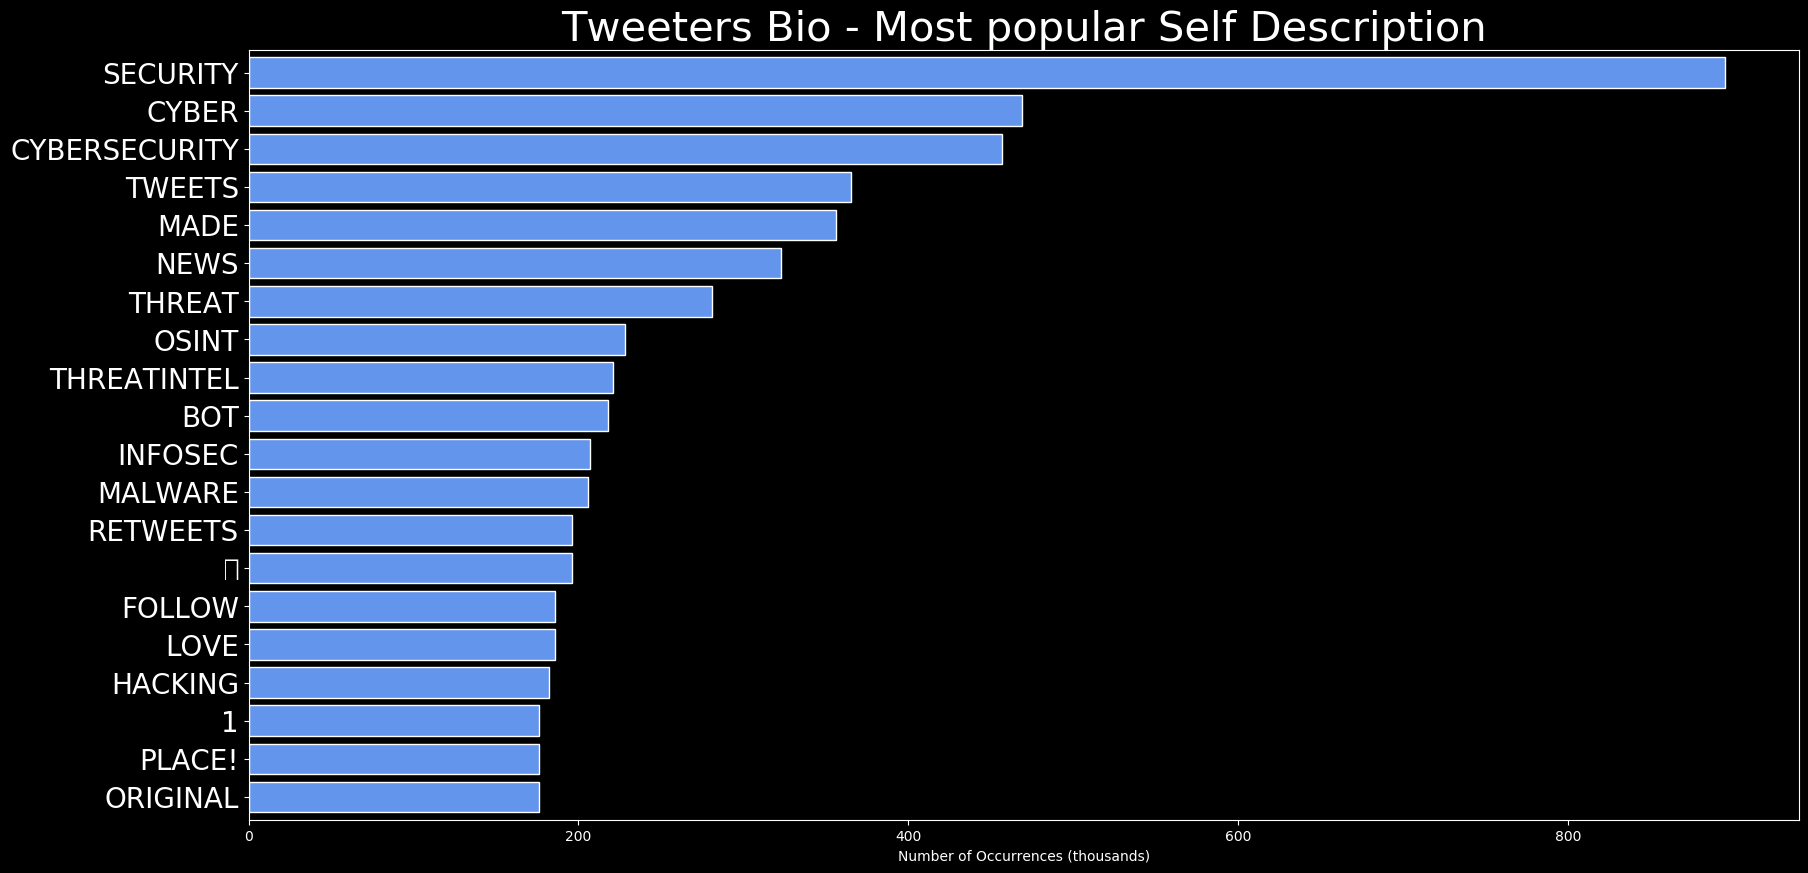 Tweeters Bio - Most popular Self Description
SECURITY
CYBER
CYBERSECURITY
TWEETS
MADE
NEWS
THREAT
OSINT
THREATINTEL
BOT
INFOSEC
MALWARE
RETWEETS
FOLLOW
LOVE
HACKING
1
PLACE!
ORIGINAL
0 200 400 600 800
Number of Occurrences (thousands)